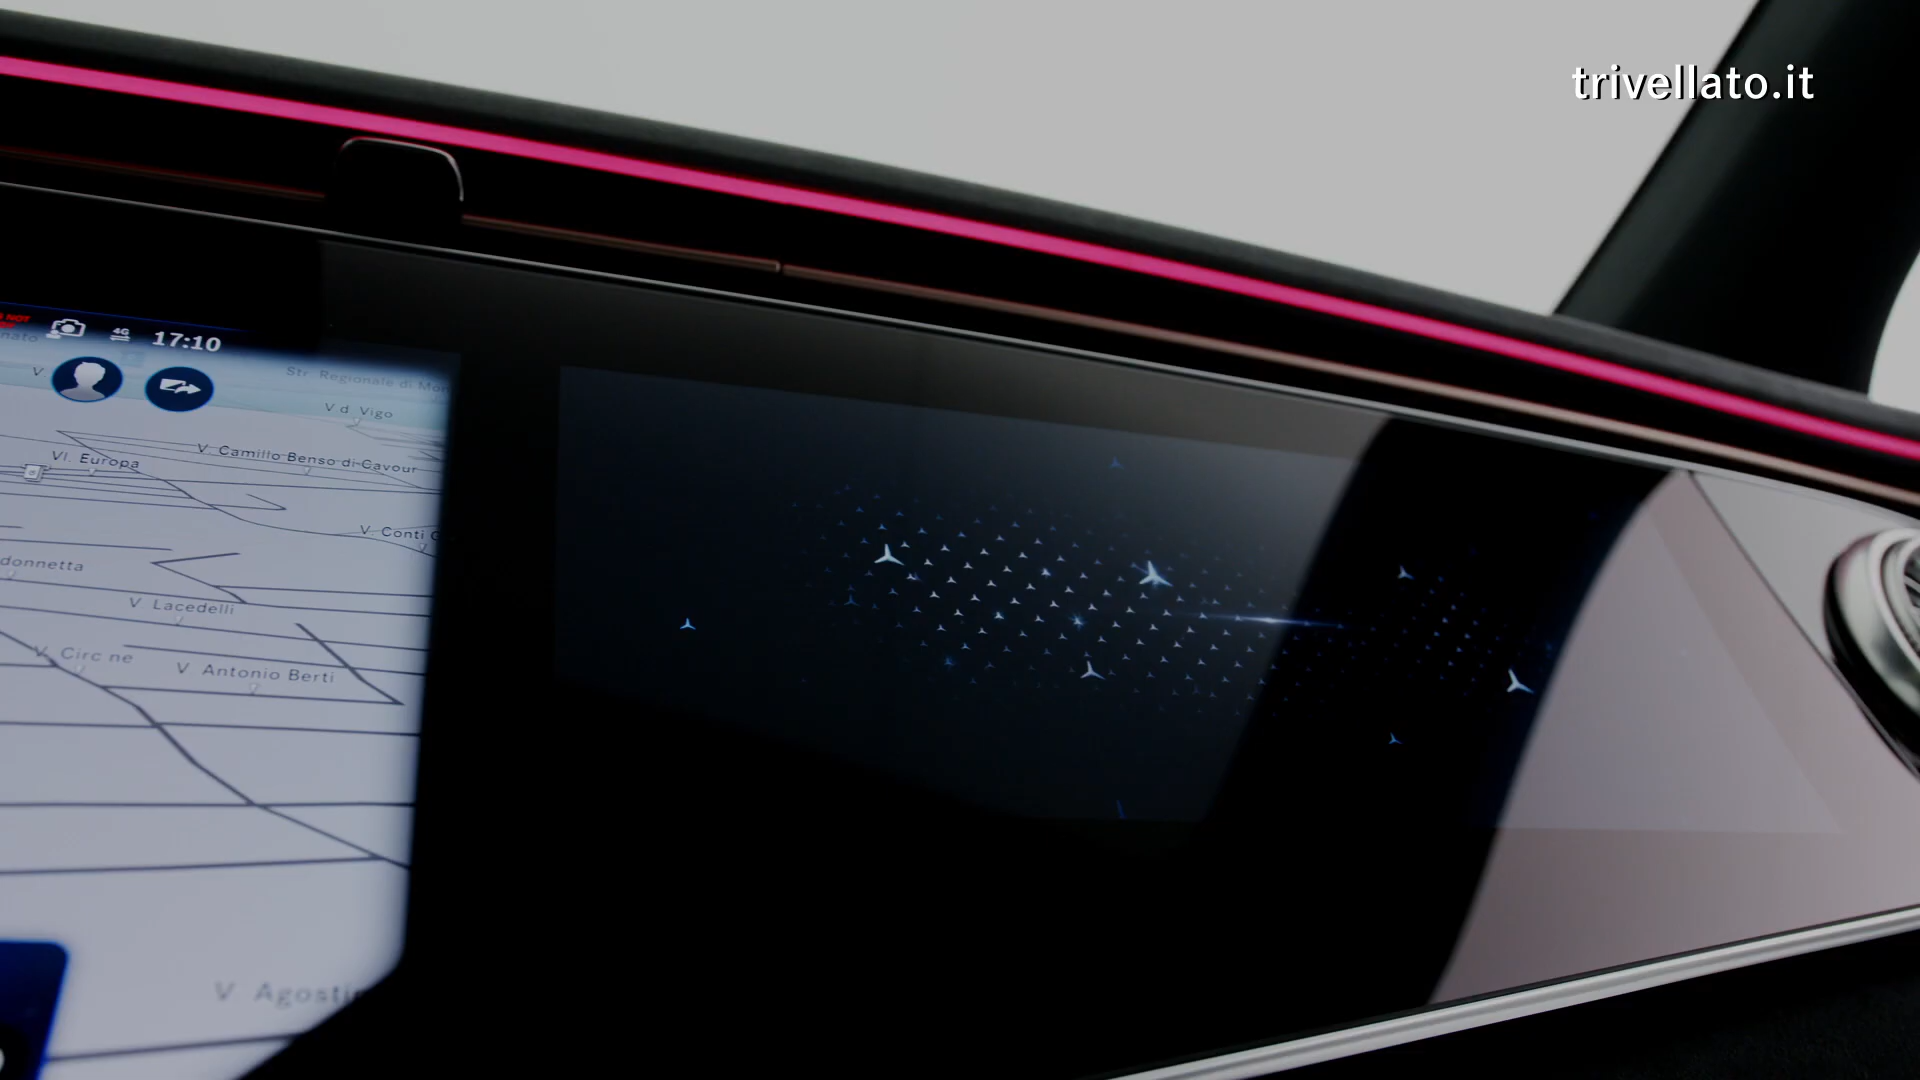 trivellato.it
4G 17:10
Str Regionale di Mon
V d Vigo
V Camillo Benso di Cavour
Vl. Europa
V. Conti
donnetta
V Lacedelli
V Circ ne
V Antonio Berti
V Agosti